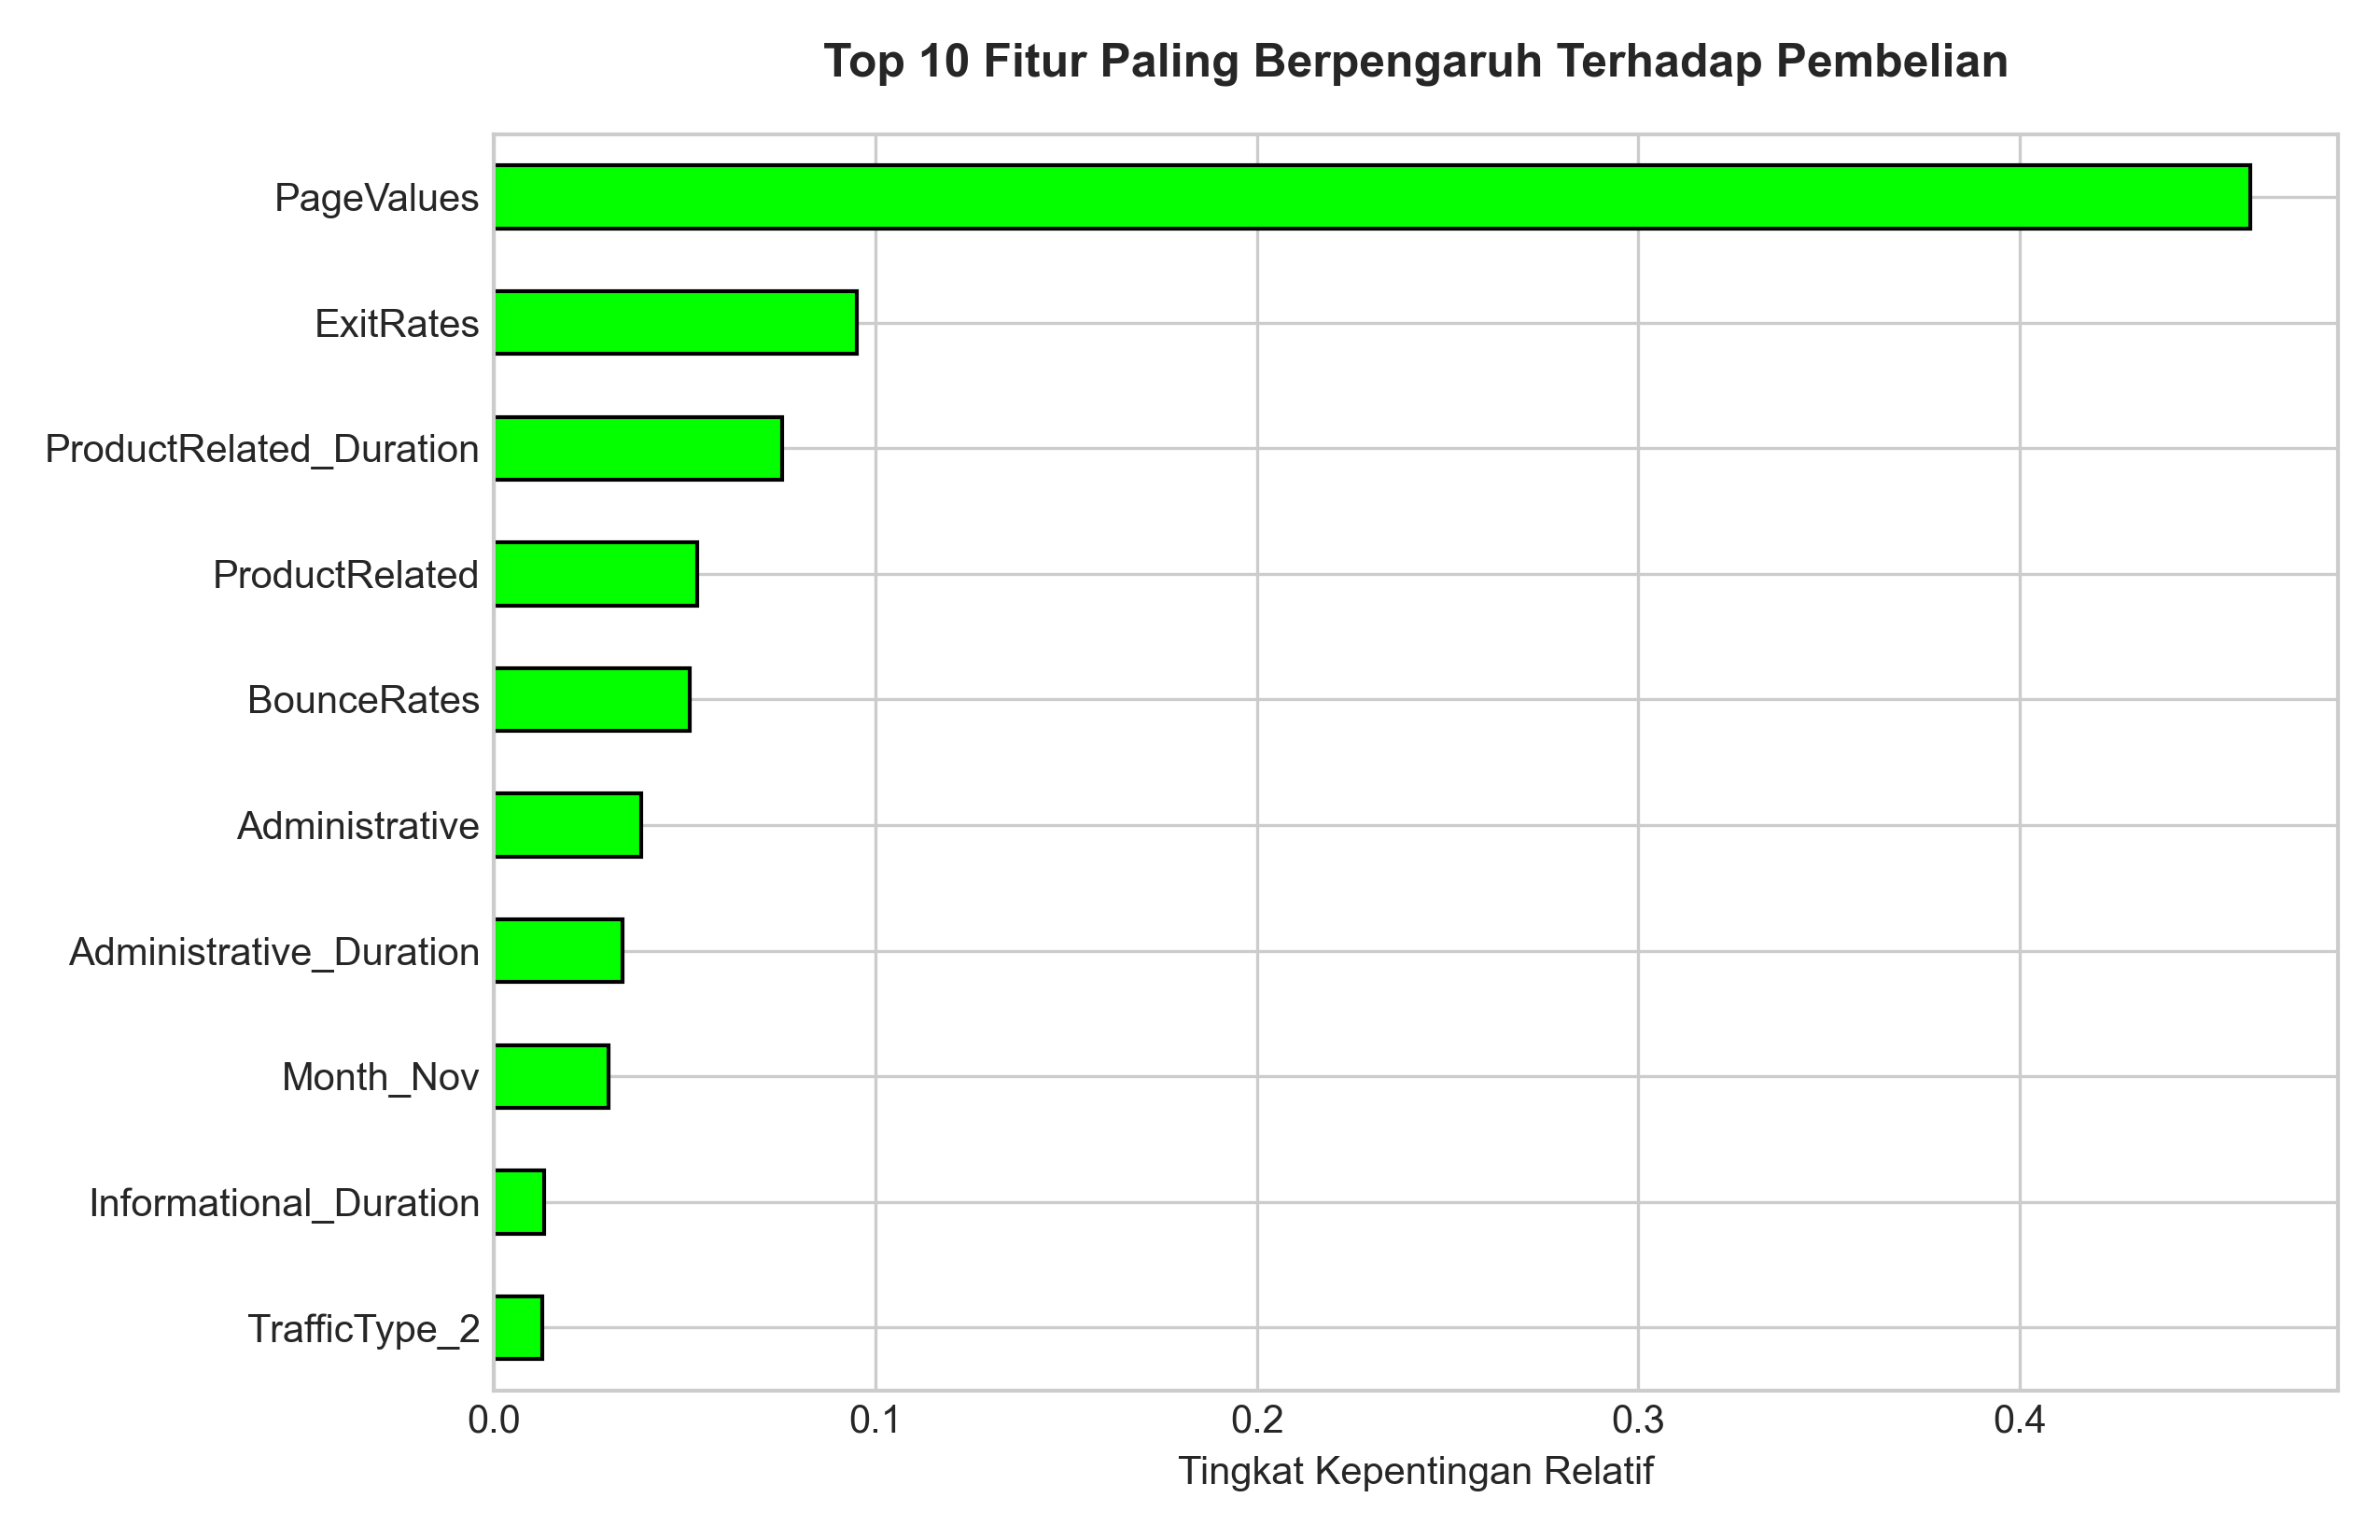 Top 10 Fitur Paling Berpengaruh Terhadap Pembelian
PageValues
ExitRates
ProductRelated_Duration
ProductRelated
BounceRates
Administrative
Administrative_Duration
Month_Nov
Informational_Duration
TrafficType_2
0.0 0.1 0.2 0.3 0.4
Tingkat Kepentingan Relatif